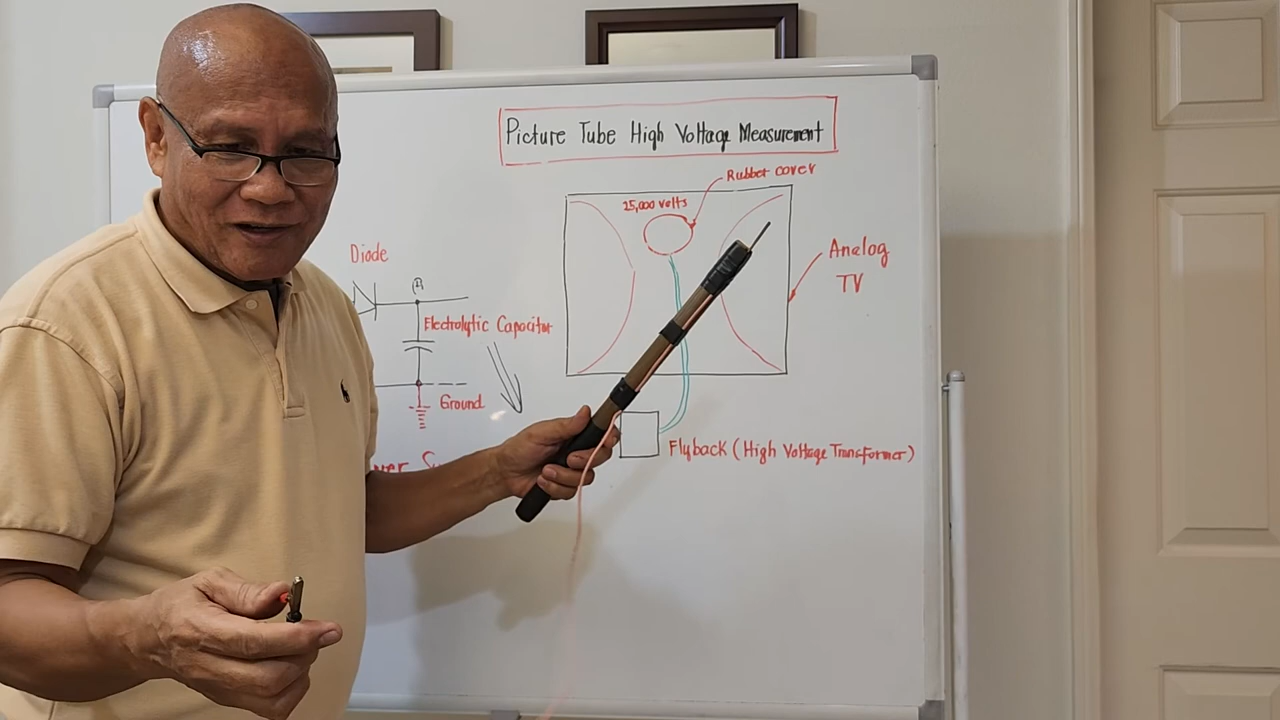 Picture Tube High Voltage Measurement
Rubber cover
25,000 volts
Diode
Analog
TV
Electrolytic Capacitor
Ground
Flyback (High Voltage Transformer)